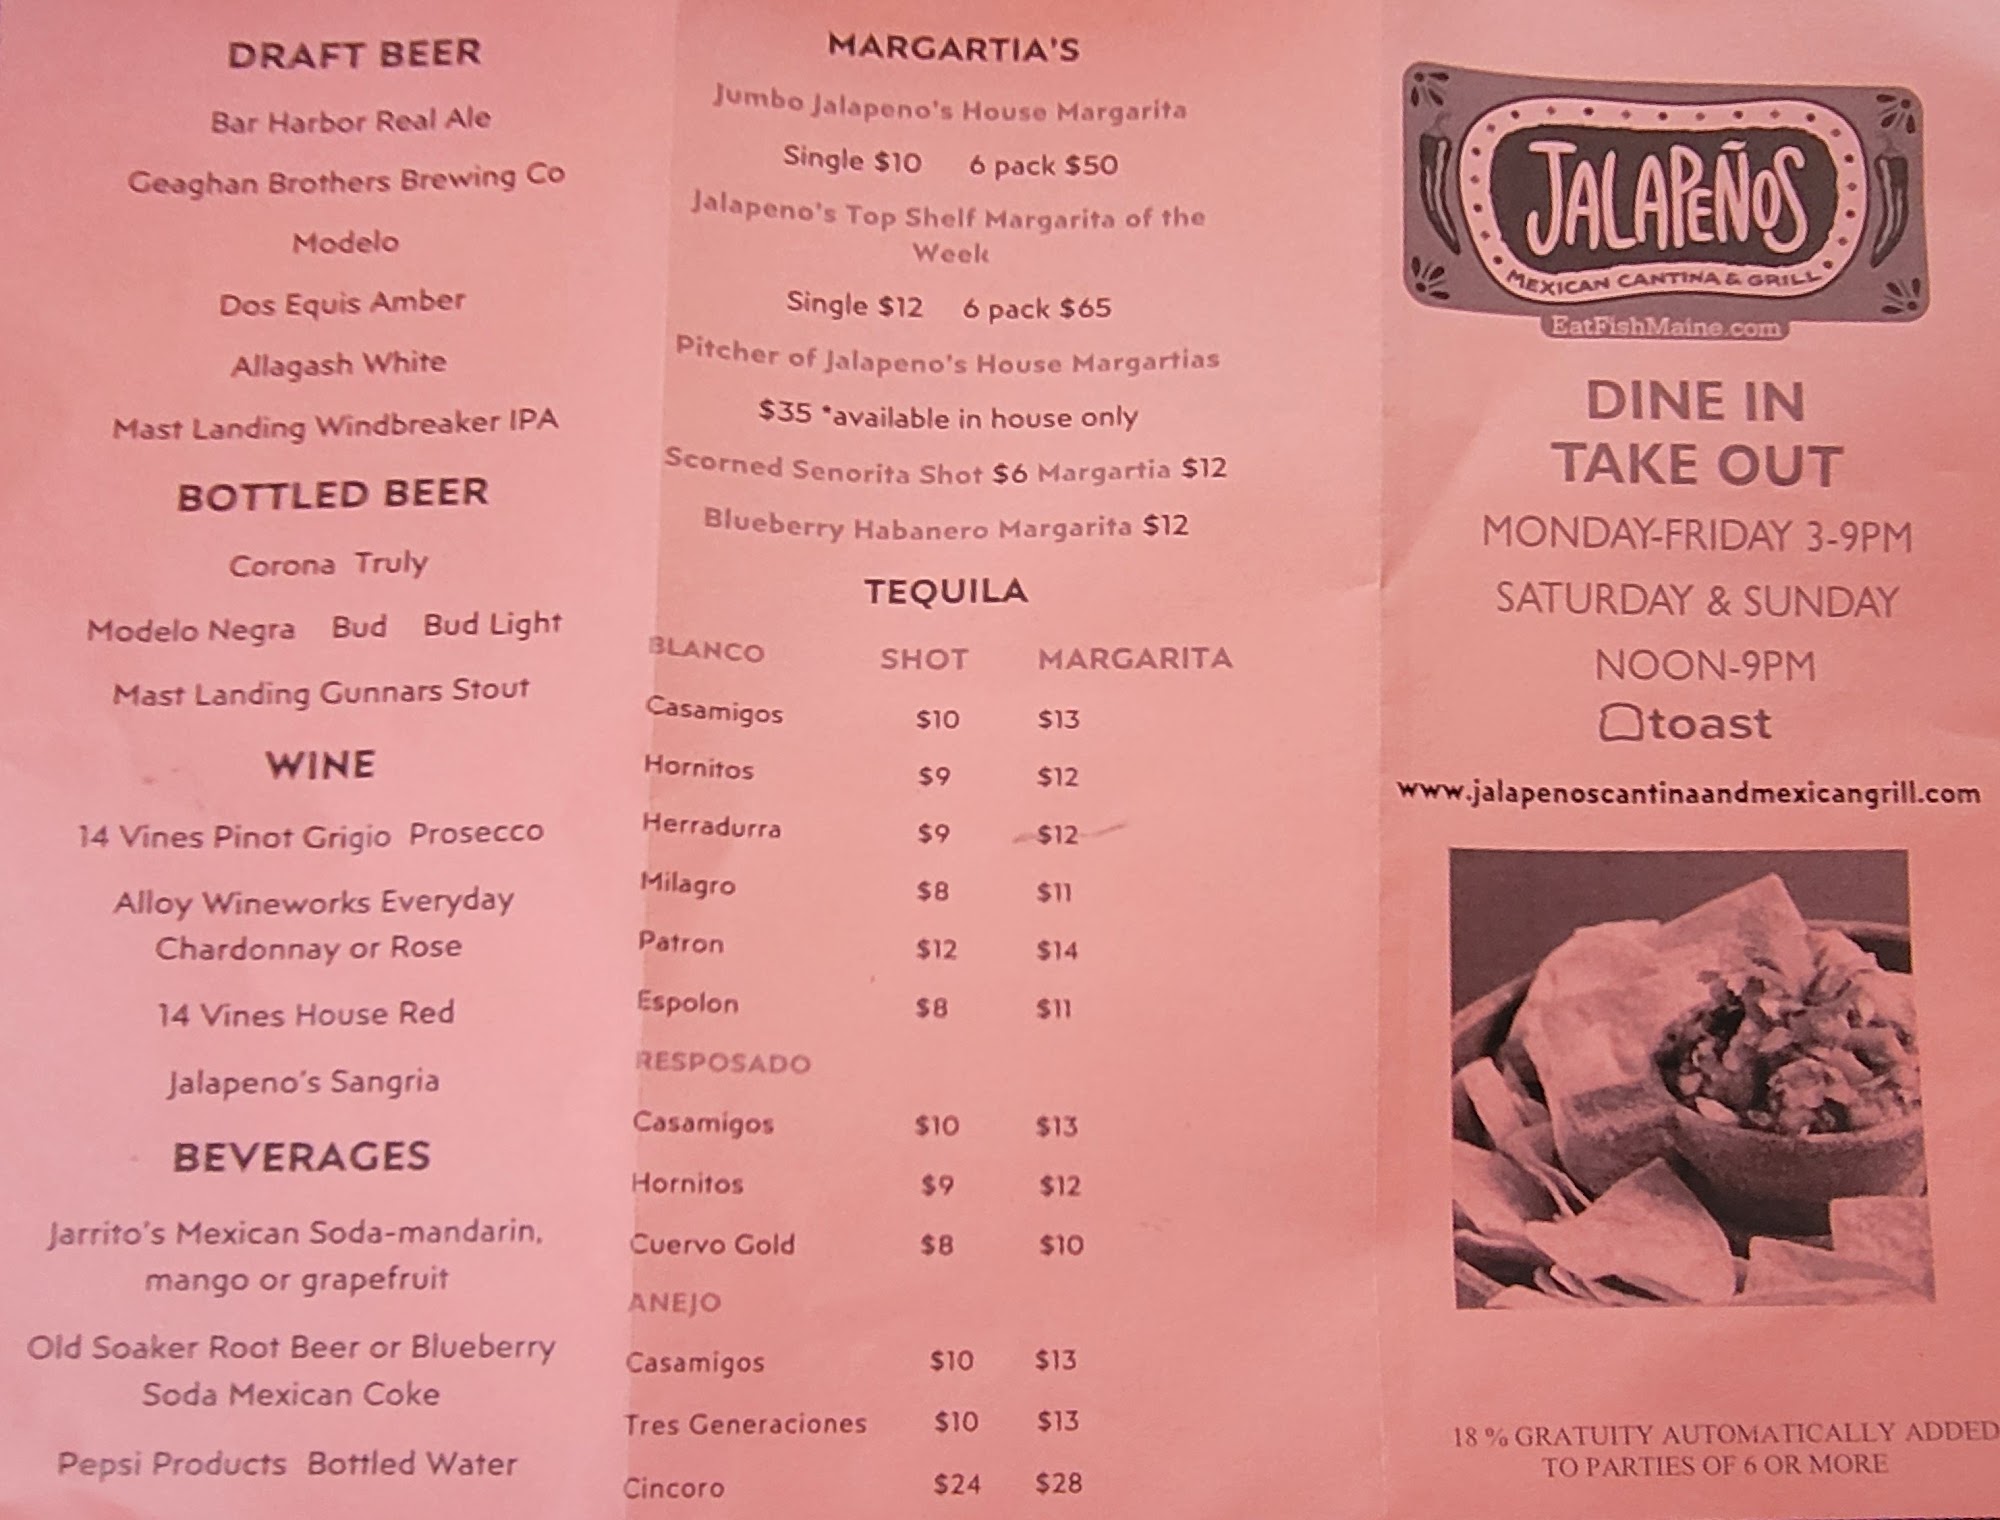 DRAFT BEER
Bar Harbor Real Ale
Geaghan Brothers Brewing Co
Modelo
Dos Equis Amber
Allagash White
Mast Landing Windbreaker IPA
BOTTLED BEER
Corona Truly
Modelo Negra Bud Bud Light
Mast Landing Gunnars Stout
WINE
14 Vines Pinot Grigio Prosecco
Alloy Wineworks Everyday
Chardonnay or Rose
14 Vines House Red
Jalapeno's Sangria
BEVERAGES
Jarrito's Mexican Soda-mandarin,
mango or grapefruit
Old Soaker Root Beer or Blueberry
Soda Mexican Coke
Pepsi Products Bottled Water
MARGARTIA'S
Jumbo Jalapeno's House Margarita
Single $10 6 pack $50
Jalapeno's Top Shelf Margarita of the
Week
Single $12 6 pack $65
Pitcher of Jalapeno's House Margartias
$35 *available in house only
Scorned Senorita Shot $6 Margartia $12
Blueberry Habanero Margarita $12
TEQUILA
BLANCO SHOT MARGARITA
Casamigos $10 $13
Hornitos $9 $12
Herradurra $9 $12
Milagro $8 $11
Patron $12 $14
Espolon $8 $11
RESPOSADO
Casamigos $10 $13
Hornitos $9 $12
Cuervo Gold $8 $10
ANEJO
Casamigos $10 $13
Tres Generaciones $10 $13
Cincoro $24 $28
JALAPEÑOS
MEXICAN CANTINA & GRILL
EatFishMaine.com
DINE IN
TAKE OUT
MONDAY-FRIDAY 3-9PM
SATURDAY & SUNDAY
NOON-9PM
toast
www.jalapenoscantinaandmexicangrill.com
18 % GRATUITY AUTOMATICALLY ADDED
TO PARTIES OF 6 OR MORE